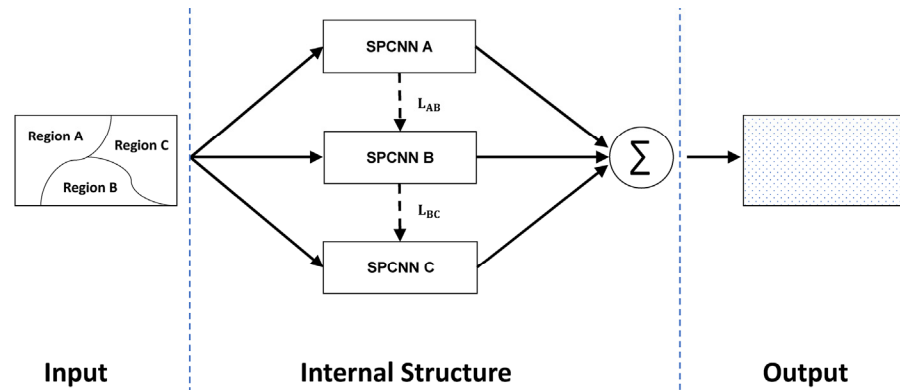 SPCNN A
L_AB
Region A
Region C
SPCNN B
Σ
Region B
L_BC
SPCNN C
Input
Internal Structure
Output